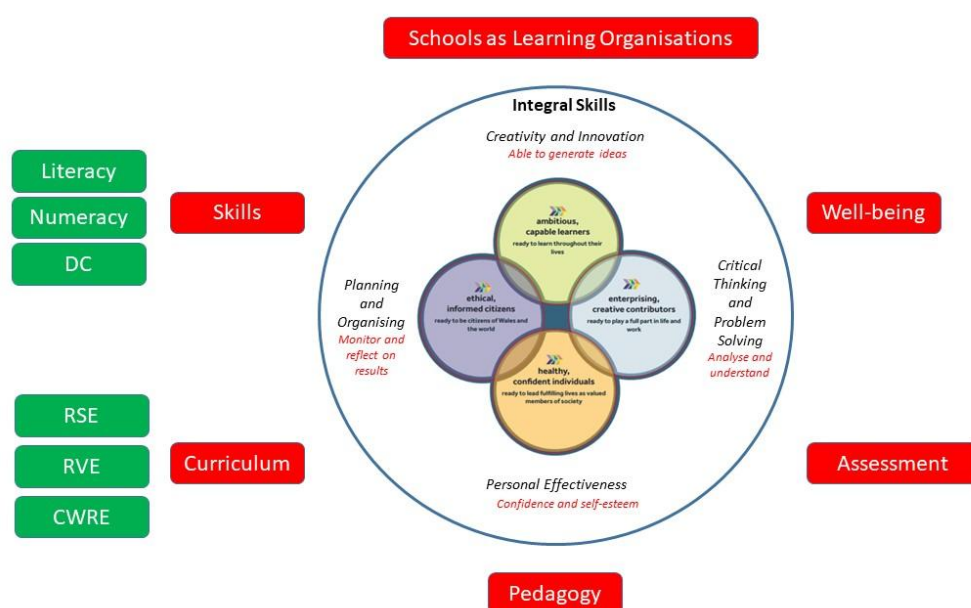 Schools as Learning Organisations
Integral Skills
Creativity and Innovation
Able to generate ideas
Literacy
Numeracy
DC
Skills
Well-being
ambitious,
capable learners
ready to learn throughout their
lives
Planning
and
Organising
Monitor and
reflect on
results
ethical,
informed citizens
ready to be citizens of Wales and
the world
enterprising,
creative contributors
ready to play a full part in life and
work
Critical
Thinking
and
Problem
Solving
Analyse and
understand
healthy,
confident individuals
ready to lead fulfilling lives as valued
members of society
RSE
RVE
CWRE
Curriculum
Assessment
Personal Effectiveness
Confidence and self-esteem
Pedagogy